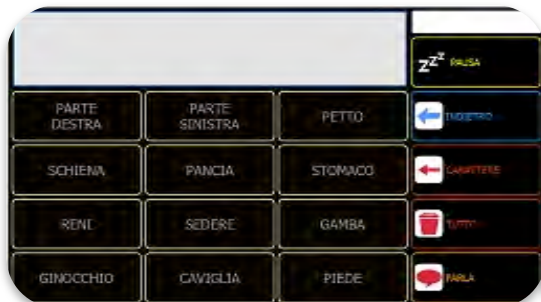 zZZ PAUSA
PARTE DESTRA
PARTE SINISTRA
PETTO
INDIETRO
SCHIENA
PANCIA
STOMACO
CARATTERE
RENI
SEDERE
GAMBA
TUTTO
GINOCCHIO
CAVIGLIA
PIEDE
PARLA